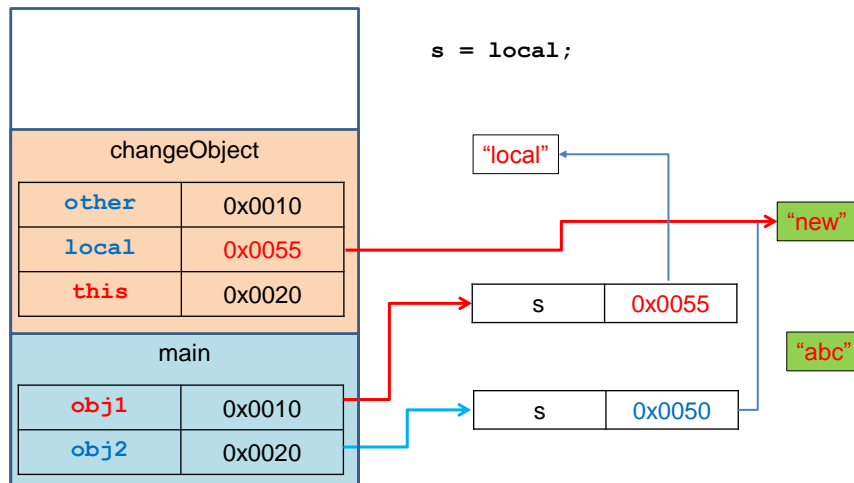 s = local;
changeObject
“local”
other 0x0010
“new”
local 0x0055
this 0x0020
s 0x0055
main
“abc”
obj1 0x0010
s 0x0050
obj2 0x0020